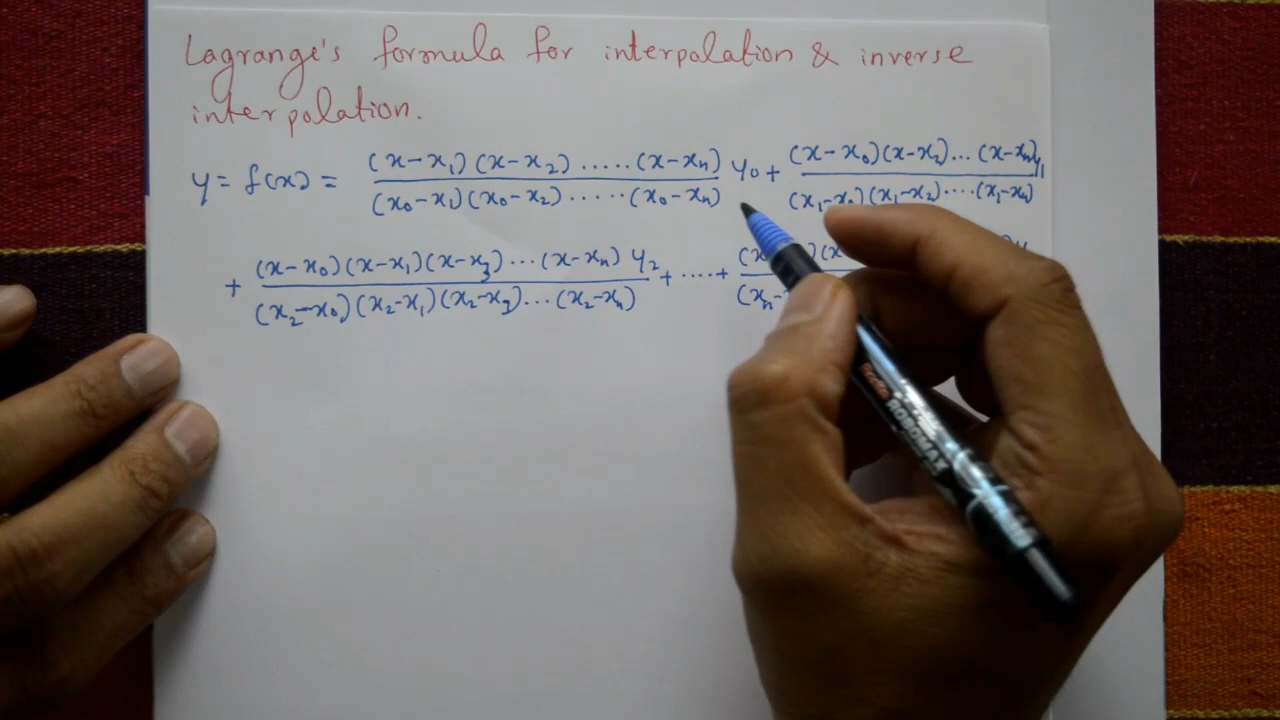 Lagrange's formula for interpolation & inverse
interpolation.
y = f(x) = (x-x₁)(x-x₂).....(x-xₙ) / (x₀-x₁)(x₀-x₂)......(x₀-xₙ) y₀ + (x-x₀)(x-x₂)...(x-xₙ)y₁ / (x₁-x₀)(x₁-x₂)....(x₁-xₙ)
+ (x-x₀)(x-x₁)(x-x₃)...(x-xₙ) y₂ / (x₂-x₀)(x₂-x₁)(x₂-x₃)...(x₂-xₙ) + ....+
ROBOMAX